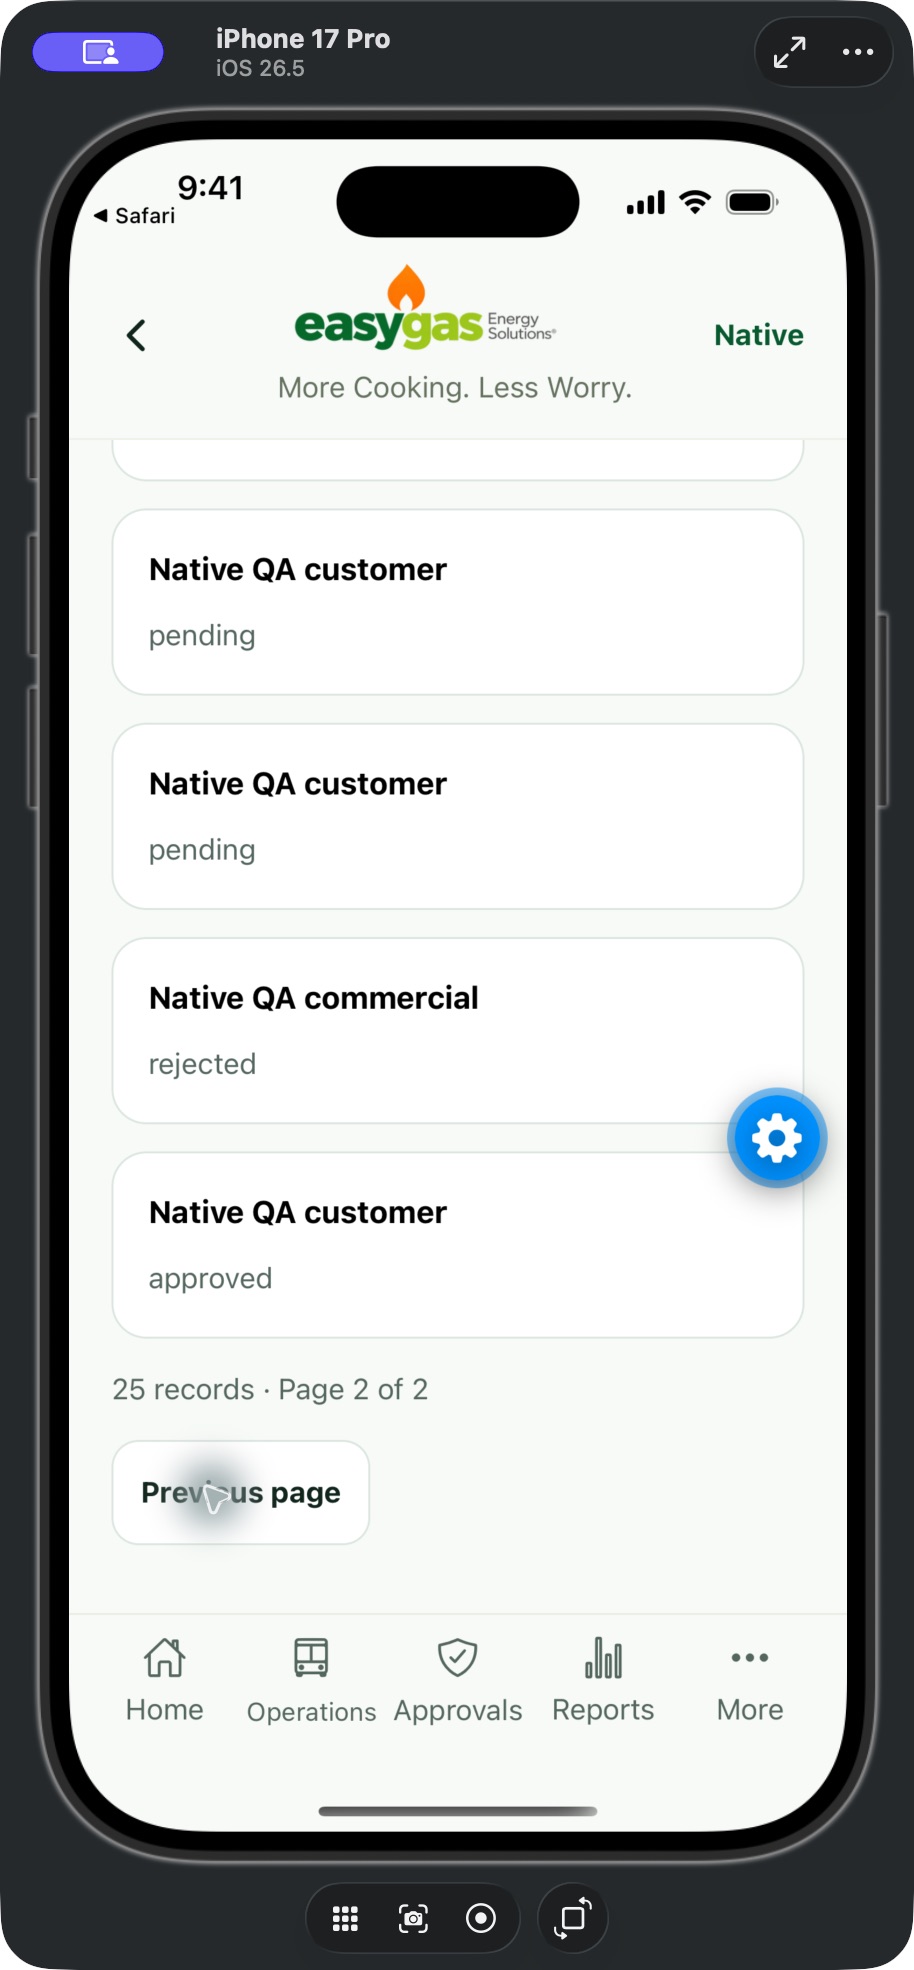 iPhone 17 Pro
iOS 26.5
9:41
Safari
easygas Energy Solutions®
More Cooking. Less Worry.
Native
Native QA customer
pending
Native QA customer
pending
Native QA commercial
rejected
Native QA customer
approved
25 records · Page 2 of 2
Previous page
Home
Operations
Approvals
Reports
More